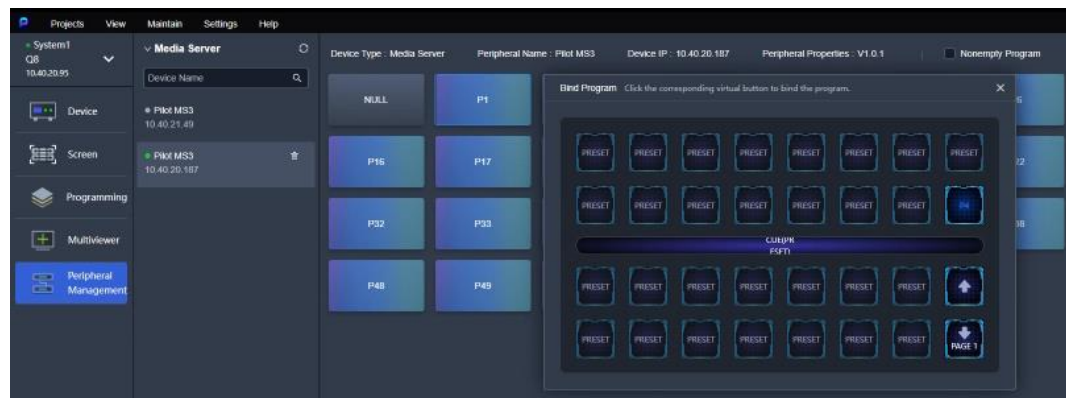 Projects View Maintain Settings Help
System1
Q8
10.40.20.95
Device
Screen
Programming
Multiviewer
Peripheral
Management
Media Server
Device Name
Pilot MS3
10.40.21.49
Pilot MS3
10.40.20.187
Device Type : Media Server Peripheral Name : Pilot MS3 Device IP : 10.40.20.187 Peripheral Properties : V1.0.1 Nonempty Program
NULL P1
P16 P17
P32 P33
P48 P49
Bind Program Click the corresponding virtual button to bind the program.
PRESET PRESET PRESET PRESET PRESET PRESET PRESET PRESET
PRESET PRESET PRESET PRESET PRESET PRESET PRESET P4
CUE(PR
ESET)
PRESET PRESET PRESET PRESET PRESET PRESET PRESET
PRESET PRESET PRESET PRESET PRESET PRESET PRESET PAGE 1